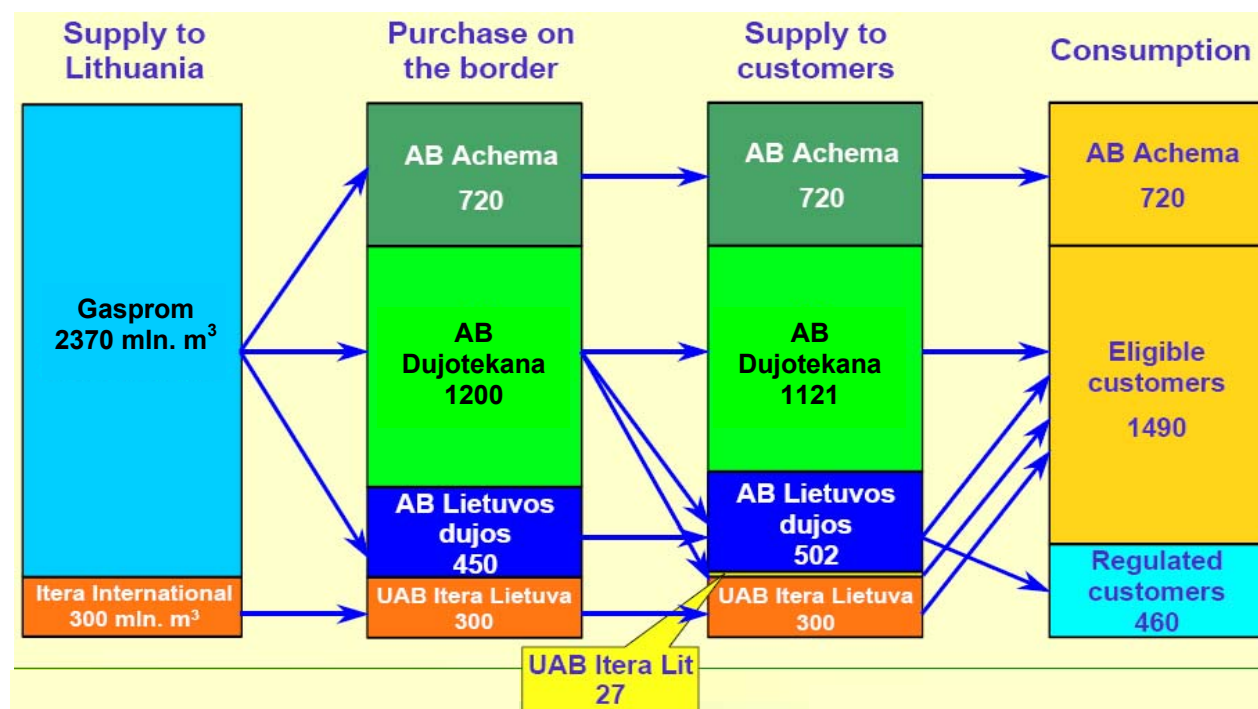 Supply to
Lithuania
Purchase on
the border
Supply to
customers
Consumption
Gasprom
2370 mln. m³
Itera International
300 mln. m³
AB Achema
720
AB
Dujotekana
1200
AB Lietuvos
dujos
450
UAB Itera Lietuva
300
AB Achema
720
AB
Dujotekana
1121
AB Lietuvos
dujos
502
UAB Itera Lietuva
300
UAB Itera Lit
27
AB Achema
720
Eligible
customers
1490
Regulated
customers
460